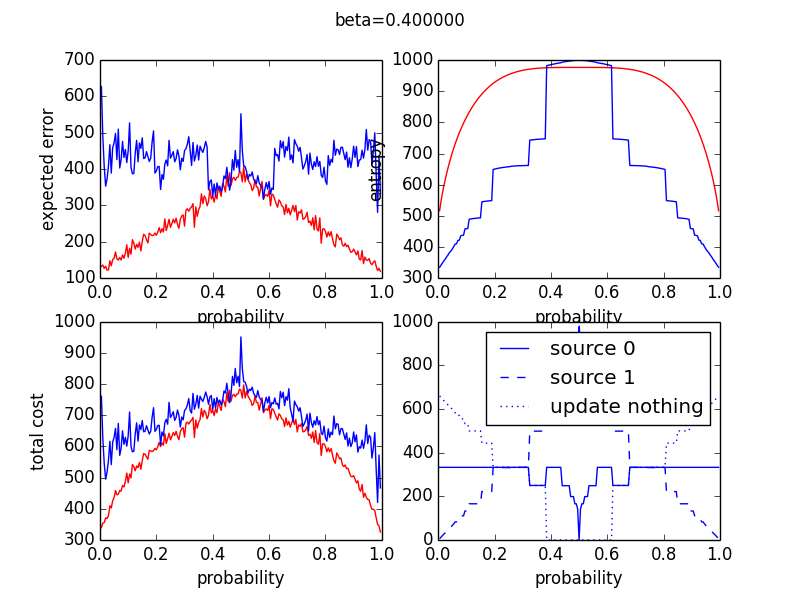 beta=0.400000
700
600
500
400
300
200
100
0.0 0.2 0.4 0.6 0.8 1.0
probability
expected error
1000
900
800
700
600
500
400
300
0.0 0.2 0.4 0.6 0.8 1.0
probability
entropy
1000
900
800
700
600
500
400
300
0.0 0.2 0.4 0.6 0.8 1.0
probability
total cost
1000
800
600
400
200
0
0.0 0.2 0.4 0.6 0.8 1.0
probability
source 0
source 1
update nothing